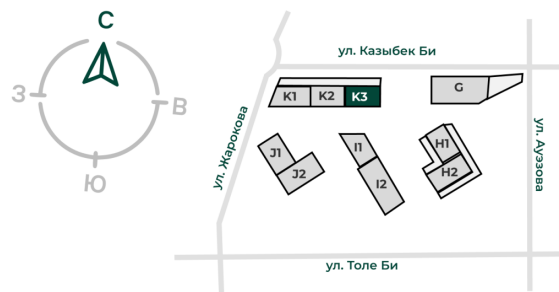 С
З
В
Ю
ул. Казыбек Би
ул. Жарокова
ул. Ауэзова
ул. Толе Би
K1
K2
K3
G
J1
J2
I1
I2
H1
H2